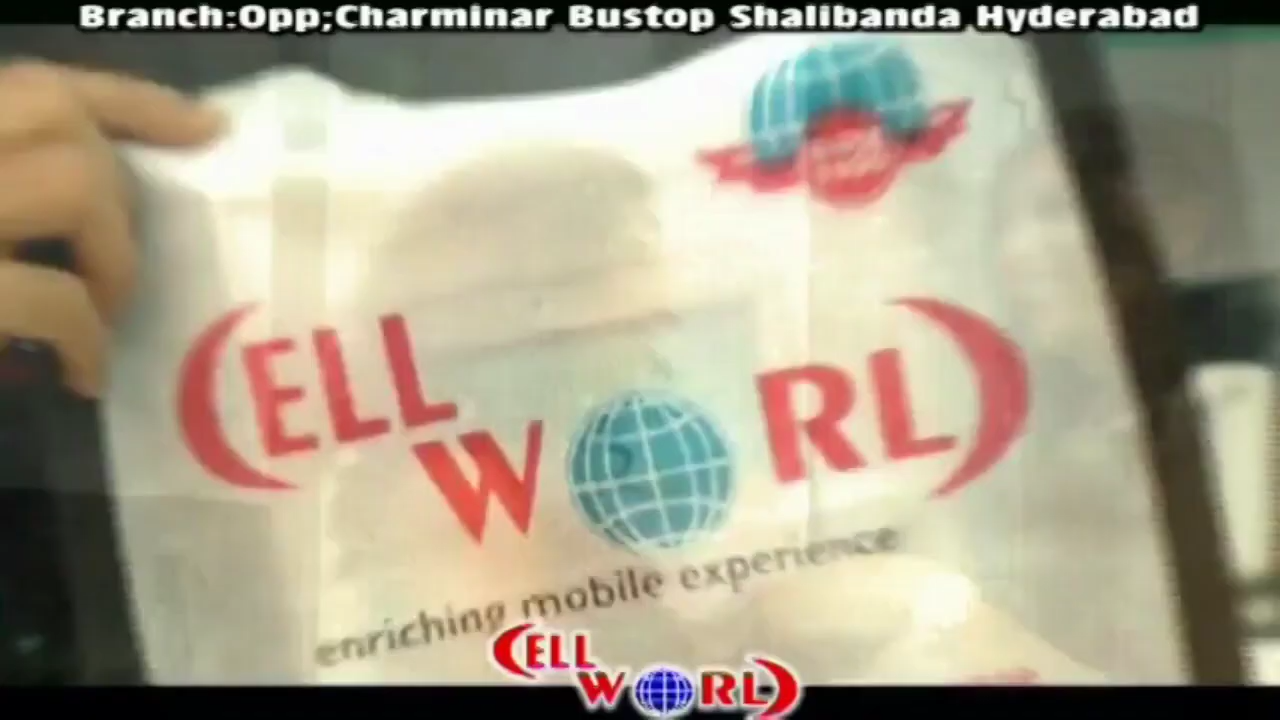 Branch:Opp;Charminar Bustop Shalibanda Hyderabad
CELL
WORLD
enriching mobile experience
CELL
WORLD